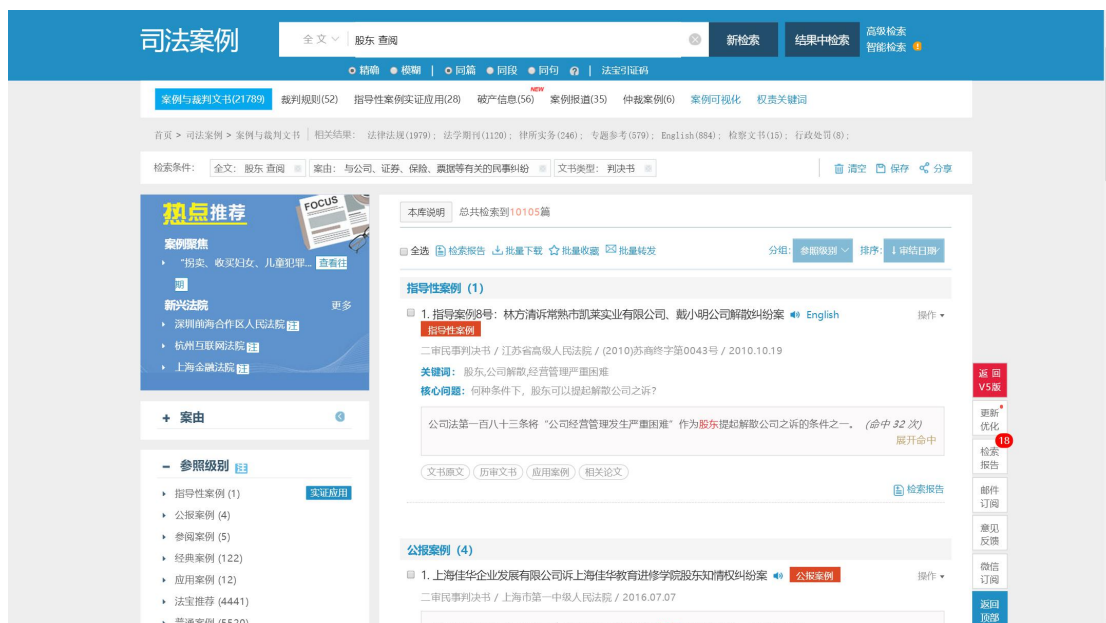 司法案例
全文
股东 查阅
新检索
结果中检索
高级检索
智能检索
精确 模糊 | 同篇 同段 同句 | 法宝引证码
案例与裁判文书(21789) 裁判规则(52) 指导性案例实证应用(28) 破产信息(56) NEW 案例报道(35) 仲裁案例(6) 案例可视化 权责关键词
首页 > 司法案例 > 案例与裁判文书 | 相关结果: 法律法规(1979); 法学期刊(1120); 律所实务(246); 专题参考(579); English(884); 检察文书(15); 行政处罚(8);
检索条件: 全文: 股东 查阅 案由: 与公司、证券、保险、票据等有关的民事纠纷 文书类型: 判决书
清空 保存 分享
热点推荐
FOCUS
案例聚焦
“拐卖、收买妇女、儿童犯罪... 查看往期
新兴法院 更多
深圳前海合作区人民法院 注
杭州互联网法院 注
上海金融法院 注
+ 案由
− 参照级别 注
指导性案例 (1) 实证应用
公报案例 (4)
参阅案例 (5)
经典案例 (122)
应用案例 (12)
法宝推荐 (4441)
普通案例 (5520)
本库说明 总共检索到10105篇
全选 检索报告 批量下载 批量收藏 批量转发
分组: 参照级别 排序: 审结日期
指导性案例 (1)
1. 指导案例8号: 林方清诉常熟市凯莱实业有限公司、戴小明公司解散纠纷案 English 操作
指导性案例
二审民事判决书 / 江苏省高级人民法院 / (2010)苏商终字第0043号 / 2010.10.19
关键词: 股东,公司解散,经营管理严重困难
核心问题: 何种条件下，股东可以提起解散公司之诉?
公司法第一百八十三条将“公司经营管理发生严重困难”作为股东提起解散公司之诉的条件之一。 (命中 32 次)
展开命中
文书原文 历审文书 应用案例 相关论文
检索报告
公报案例 (4)
1. 上海佳华企业发展有限公司诉上海佳华教育进修学院股东知情权纠纷案 公报案例 操作
二审民事判决书 / 上海市第一中级人民法院 / 2016.07.07
返回
V5版
更新
优化
18
检索
报告
邮件
订阅
意见
反馈
微信
订阅
返回
顶部